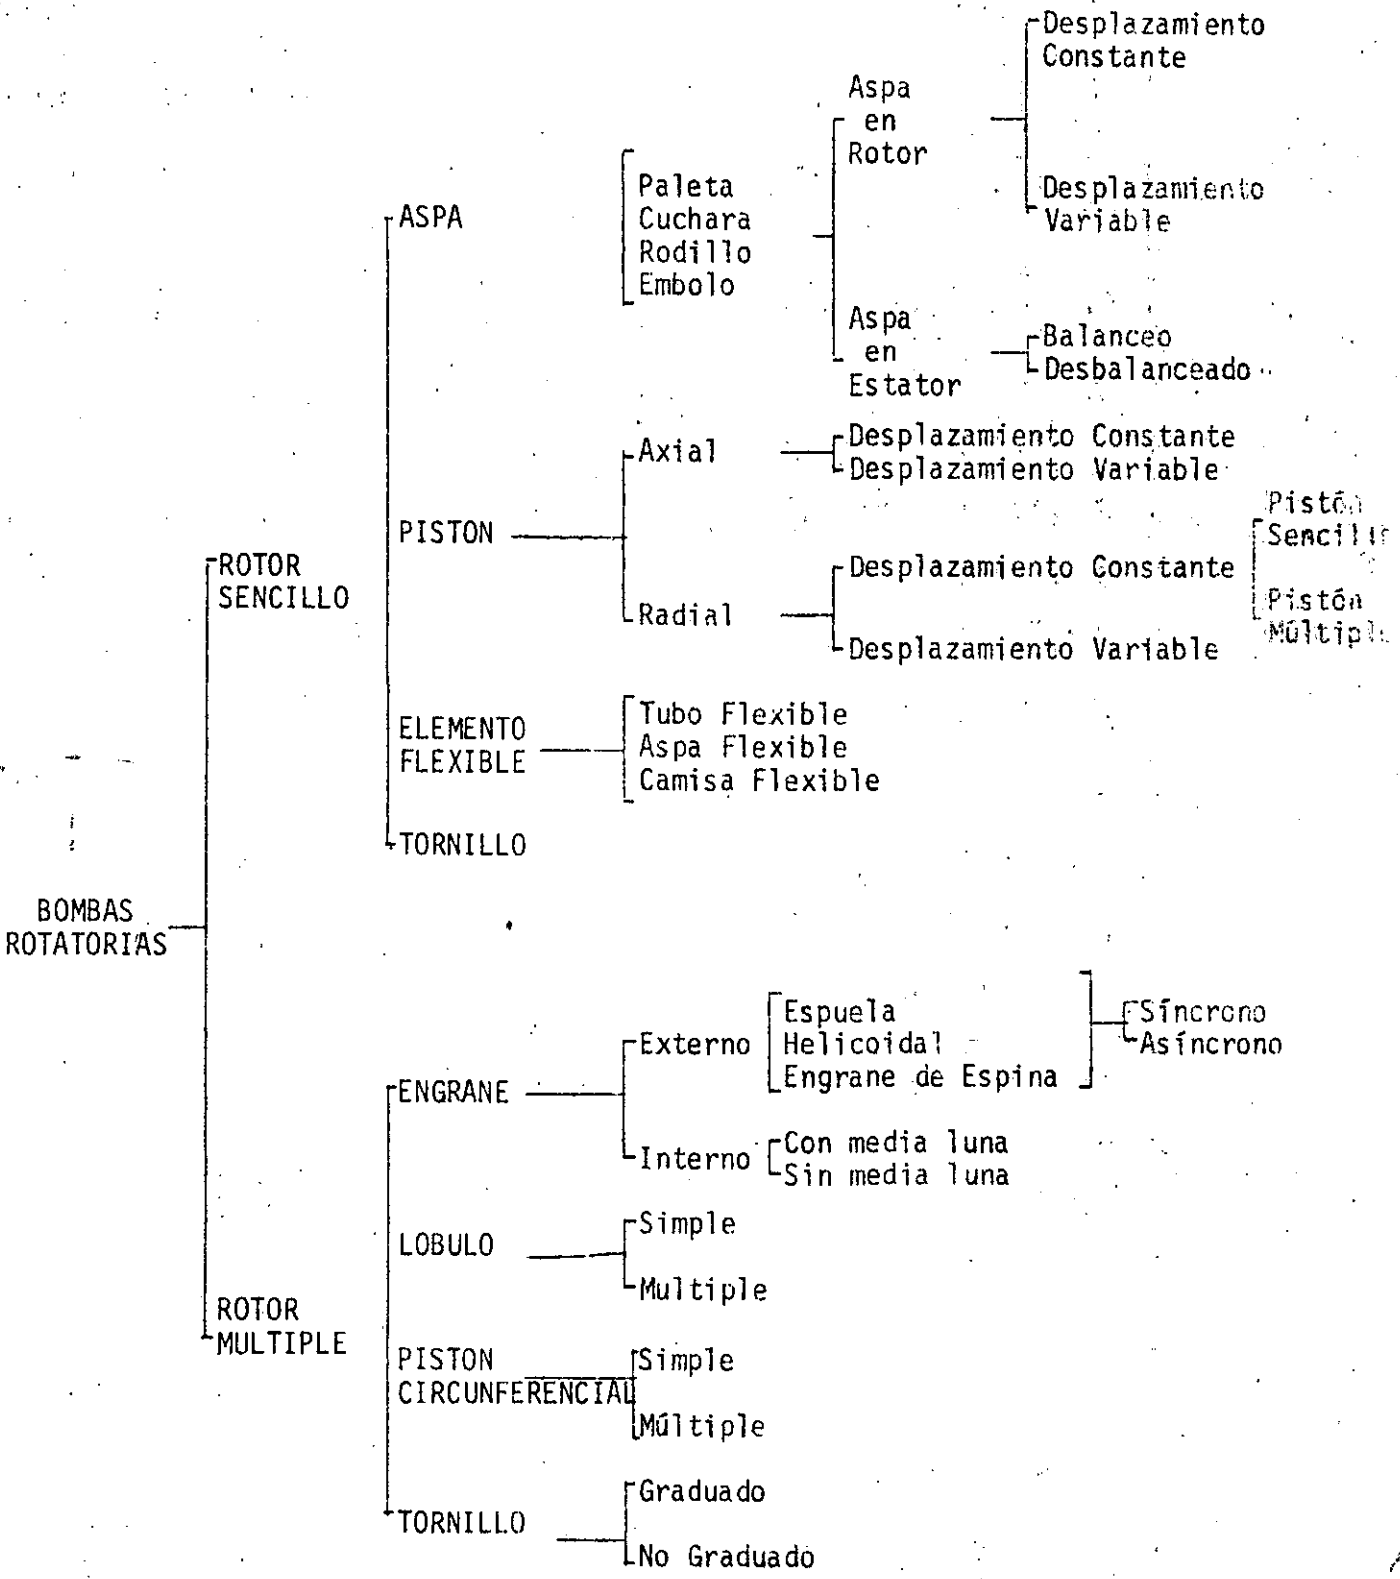 Desplazamiento
Constante
Aspa
en
Rotor
Desplazamiento
Variable
ASPA
Paleta
Cuchara
Rodillo
Embolo
Aspa
en
Estator
Balanceo
Desbalanceado
Axial
Desplazamiento Constante
Desplazamiento Variable
PISTON
Radial
Desplazamiento Constante
Pistón
Sencillo
Pistón
Múltiple
Desplazamiento Variable
ROTOR
SENCILLO
ELEMENTO
FLEXIBLE
Tubo Flexible
Aspa Flexible
Camisa Flexible
TORNILLO
BOMBAS
ROTATORIAS
ENGRANE
Externo
Espuela
Helicoidal
Engrane de Espina
Síncrono
Asíncrono
Interno
Con media luna
Sin media luna
LOBULO
Simple
Multiple
ROTOR
MULTIPLE
PISTON
CIRCUNFERENCIAL
Simple
Múltiple
TORNILLO
Graduado
No Graduado